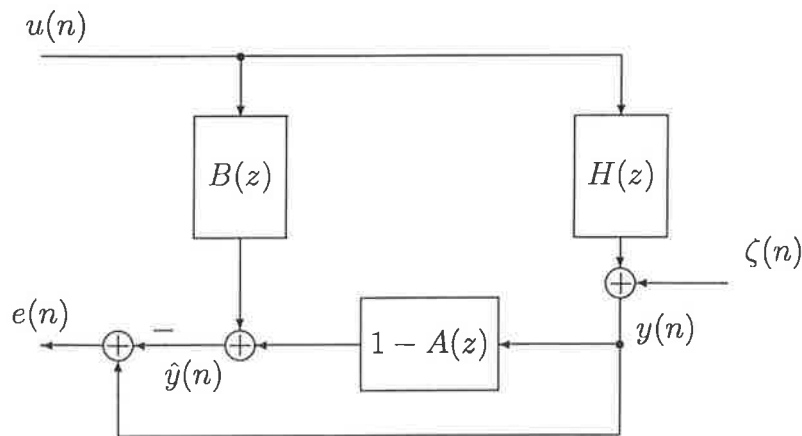 u(n)
B(z)
H(z)
ζ(n)
e(n)
−
ŷ(n)
1 − A(z)
y(n)